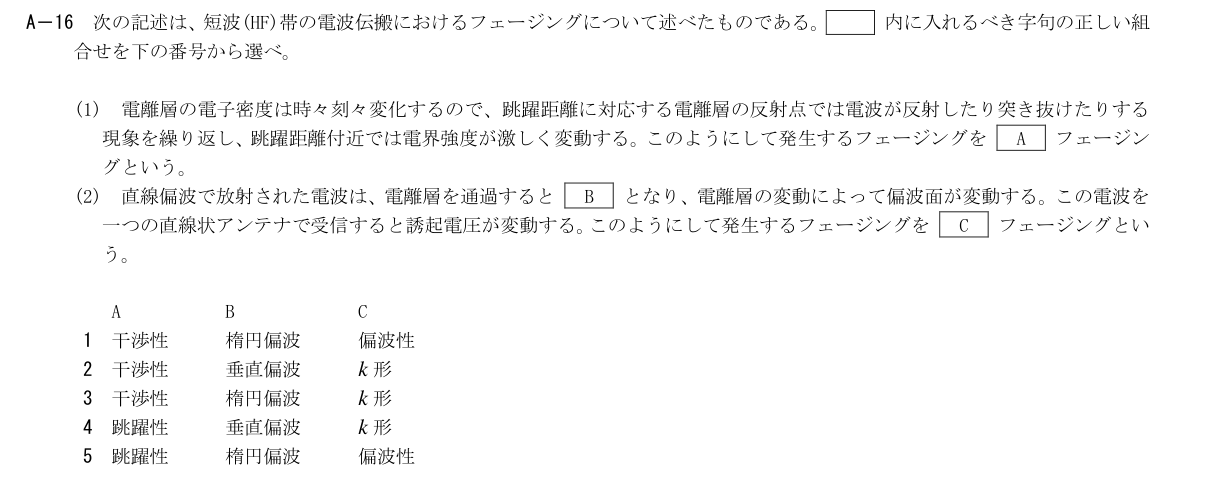 A－16 次の記述は、短波(HF)帯の電波伝搬におけるフェージングについて述べたものである。 内に入れるべき字句の正しい組
合せを下の番号から選べ。
(1) 電離層の電子密度は時々刻々変化するので、跳躍距離に対応する電離層の反射点では電波が反射したり突き抜けたりする
現象を繰り返し、跳躍距離付近では電界強度が激しく変動する。このようにして発生するフェージングを A フェージン
グという。
(2) 直線偏波で放射された電波は、電離層を通過すると B となり、電離層の変動によって偏波面が変動する。この電波を
一つの直線状アンテナで受信すると誘起電圧が変動する。このようにして発生するフェージングを C フェージングとい
う。
A B C
1 干渉性 楕円偏波 偏波性
2 干渉性 垂直偏波 k 形
3 干渉性 楕円偏波 k 形
4 跳躍性 垂直偏波 k 形
5 跳躍性 楕円偏波 偏波性